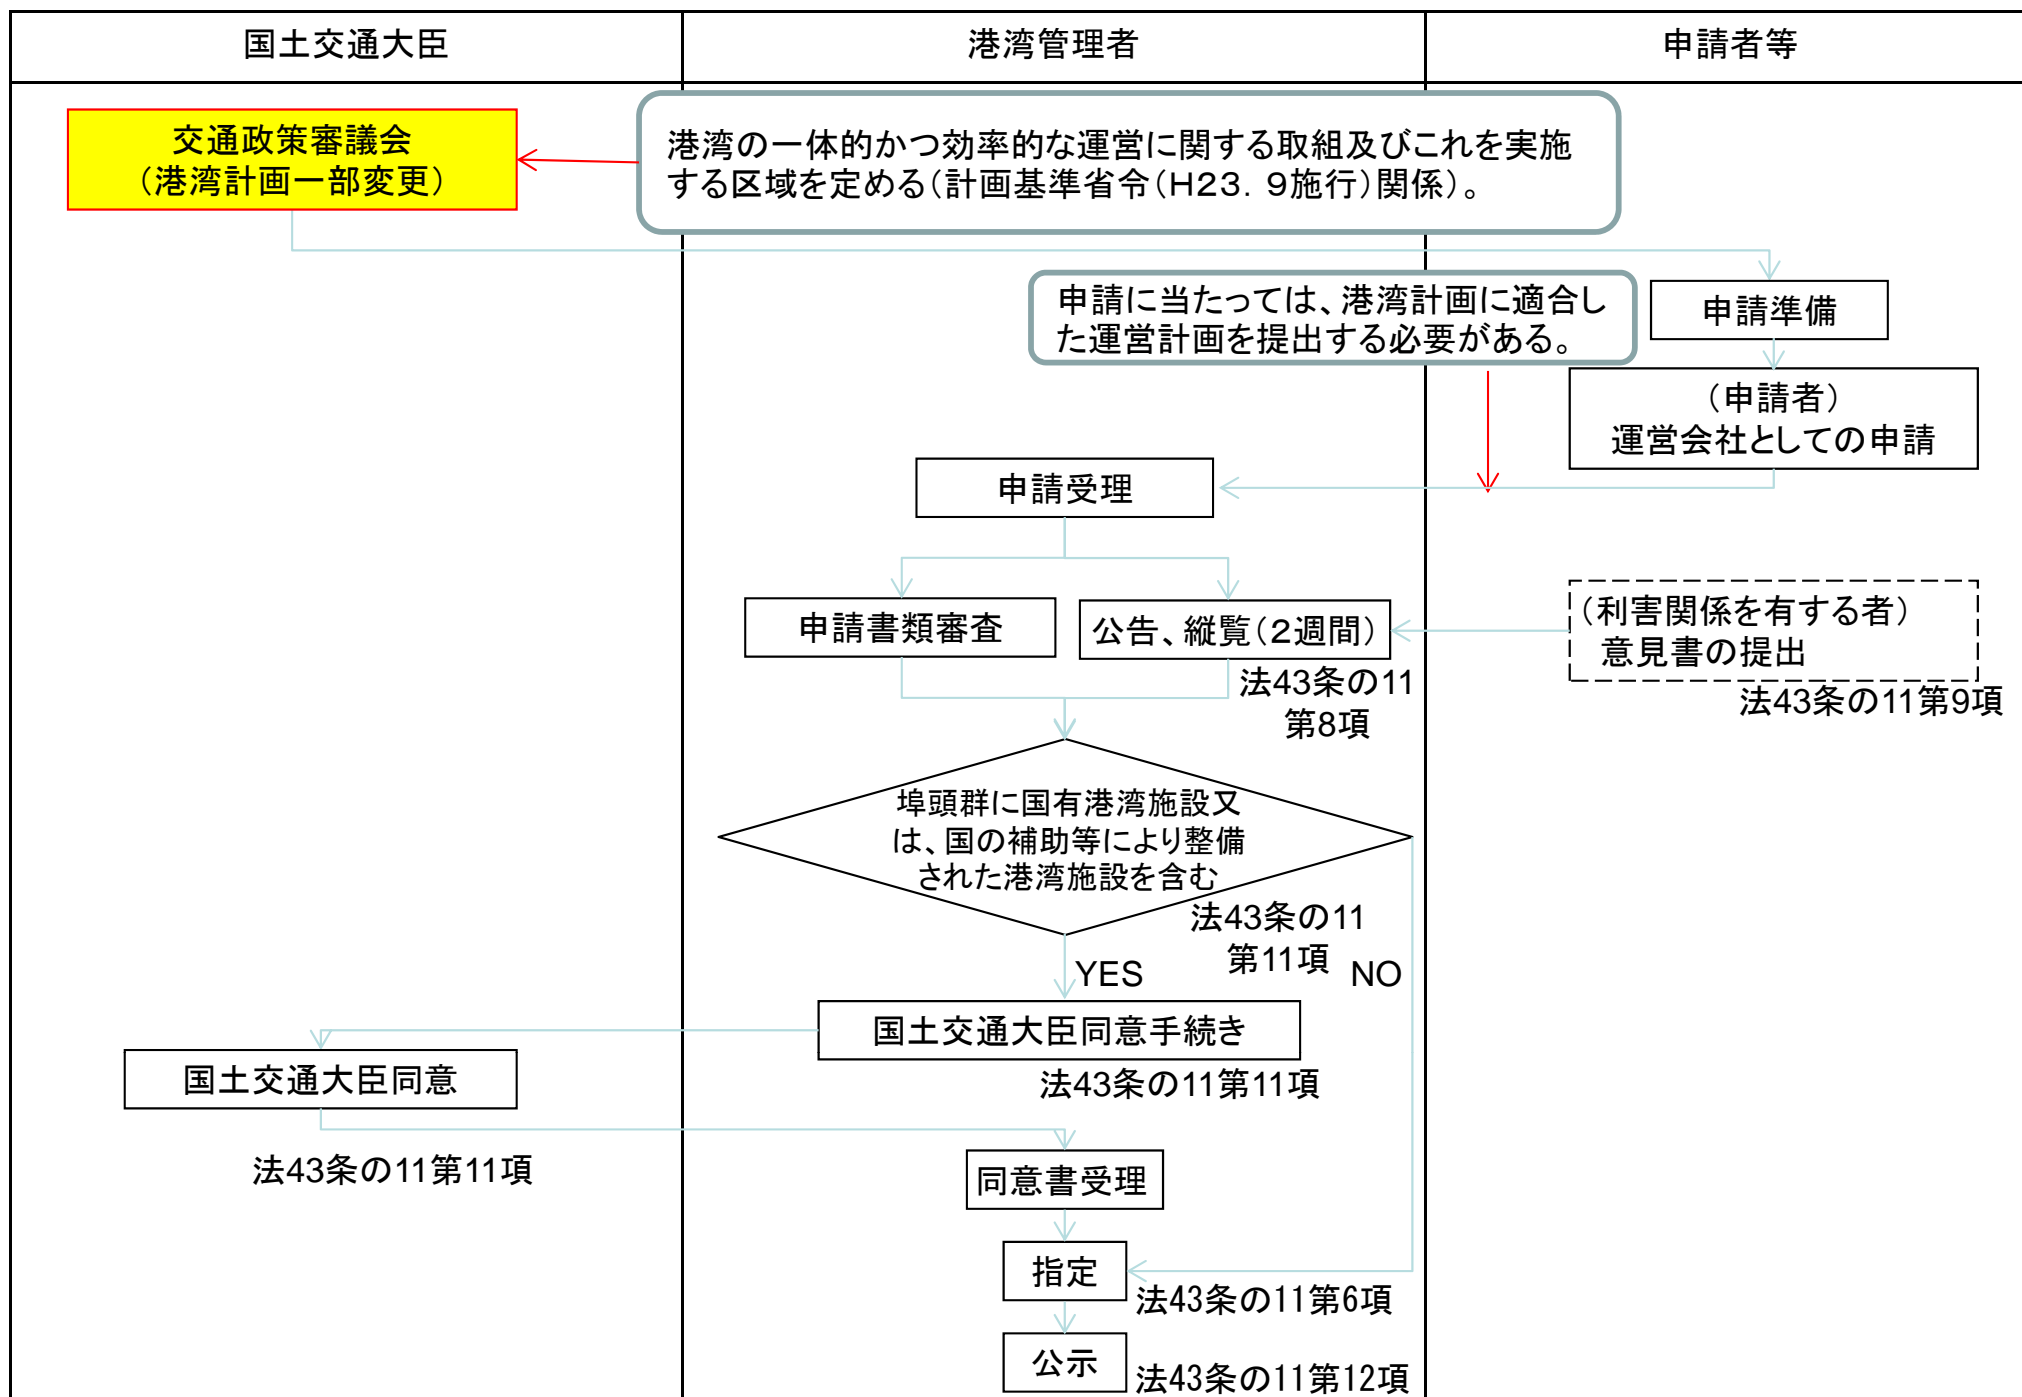 国土交通大臣
港湾管理者
申請者等
交通政策審議会
（港湾計画一部変更）
港湾の一体的かつ効率的な運営に関する取組及びこれを実施
する区域を定める（計画基準省令（H23．9施行）関係）。
申請に当たっては、港湾計画に適合し
た運営計画を提出する必要がある。
申請準備
（申請者）
運営会社としての申請
申請受理
申請書類審査
公告、縦覧（２週間）
（利害関係を有する者）
意見書の提出
法43条の11
第8項
法43条の11第9項
埠頭群に国有港湾施設又
は、国の補助等により整備
された港湾施設を含む
法43条の11
第11項
YES
NO
国土交通大臣同意手続き
国土交通大臣同意
法43条の11第11項
法43条の11第11項
同意書受理
指定
法43条の11第6項
公示
法43条の11第12項